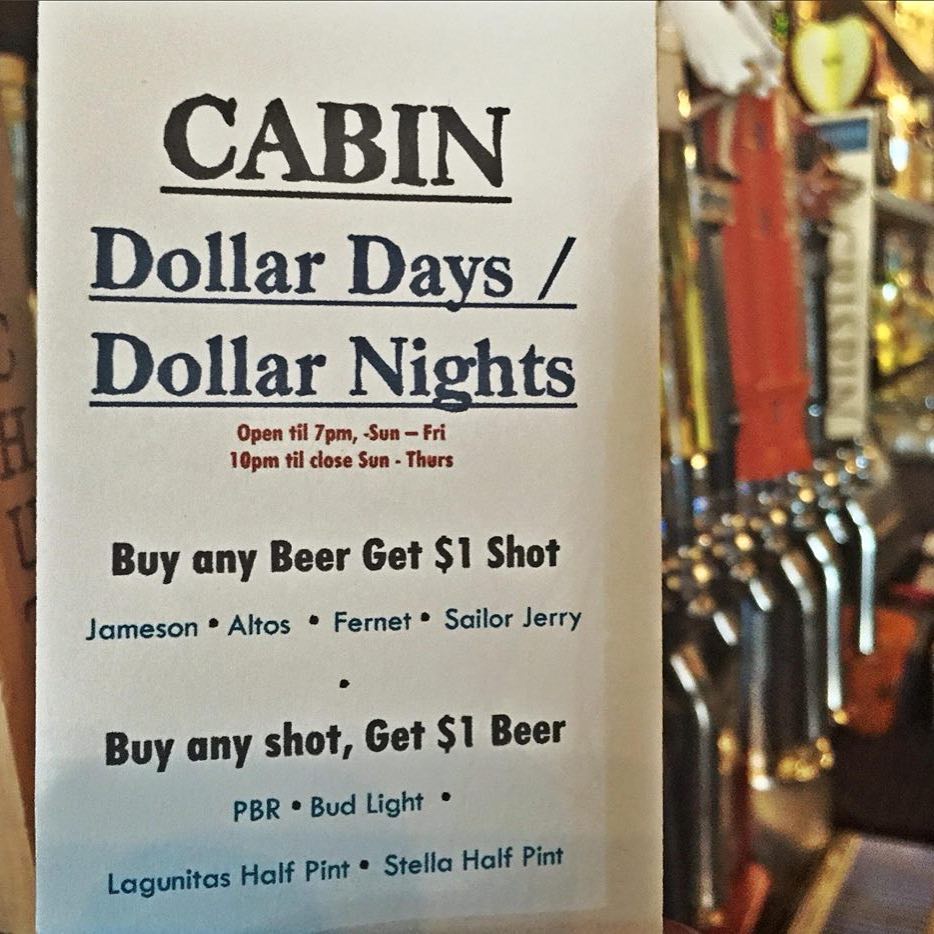 CABIN
Dollar Days /
Dollar Nights
Open til 7pm, -Sun – Fri
10pm til close Sun - Thurs
Buy any Beer Get $1 Shot
Jameson • Altos • Fernet • Sailor Jerry
•
Buy any shot, Get $1 Beer
PBR • Bud Light •
Lagunitas Half Pint • Stella Half Pint
CRISPIN